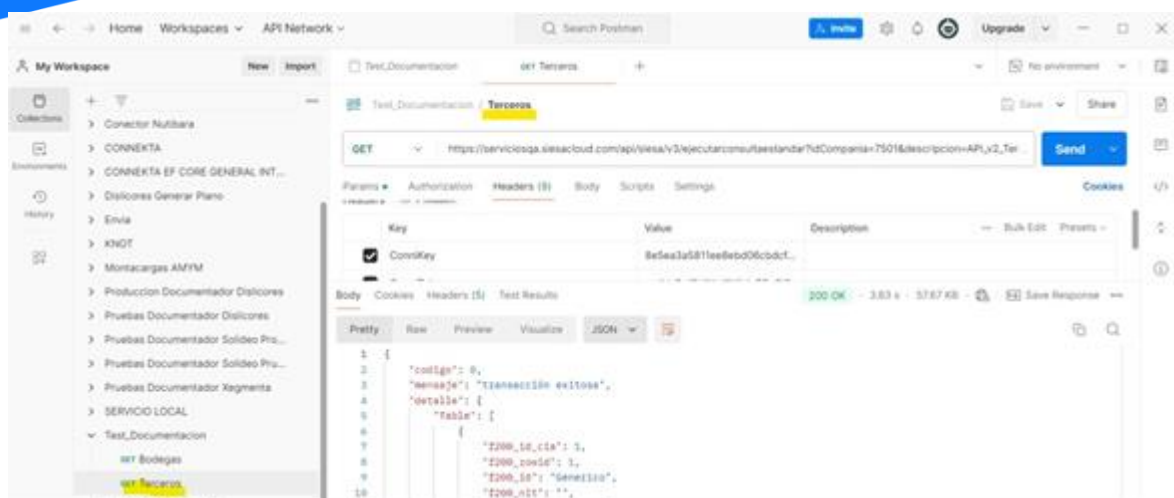 Home Workspaces API Network
Search Postman
Invite
Upgrade
My Workspace
New Import
Test_Documentacion
GET Terceros
No environment
Collections
Environments
History
Conector Nutibara
CONNEKTA
CONNEKTA EF CORE GENERAL INT...
Dislicores Generar Plano
Envia
KNOT
Montacargas AMYM
Produccion Documentador Dislicores
Pruebas Documentador Dislicores
Pruebas Documentador Solideo Pro...
Pruebas Documentador Solideo Pru...
Pruebas Documentador Xegmenta
SERVICIO LOCAL
Test_Documentacion
GET Bodegas
GET Terceros
Test_Documentacion / Terceros
Save Share
GET https://serviciosqa.siesacloud.com/api/siesa/v3/ejecutarconsultaestandar?idCompania=7501&descripcion=API_v2_Ter
Send
Params Authorization Headers (9) Body Scripts Settings
Cookies
Key Value Description Bulk Edit Presets
ConniKey
Body Cookies Headers (5) Test Results
200 OK 3.83 s 57.67 KB Save Response
Pretty Raw Preview Visualize JSON
1 {
2 "codigo": 0,
3 "mensaje": "transacción exitosa",
4 "detalle": {
5 "Table": [
6 {
7 "f200_id_cia": 1,
8 "f200_rowid": 1,
9 "f200_id": "Generico",
10 "f200_nit": "",